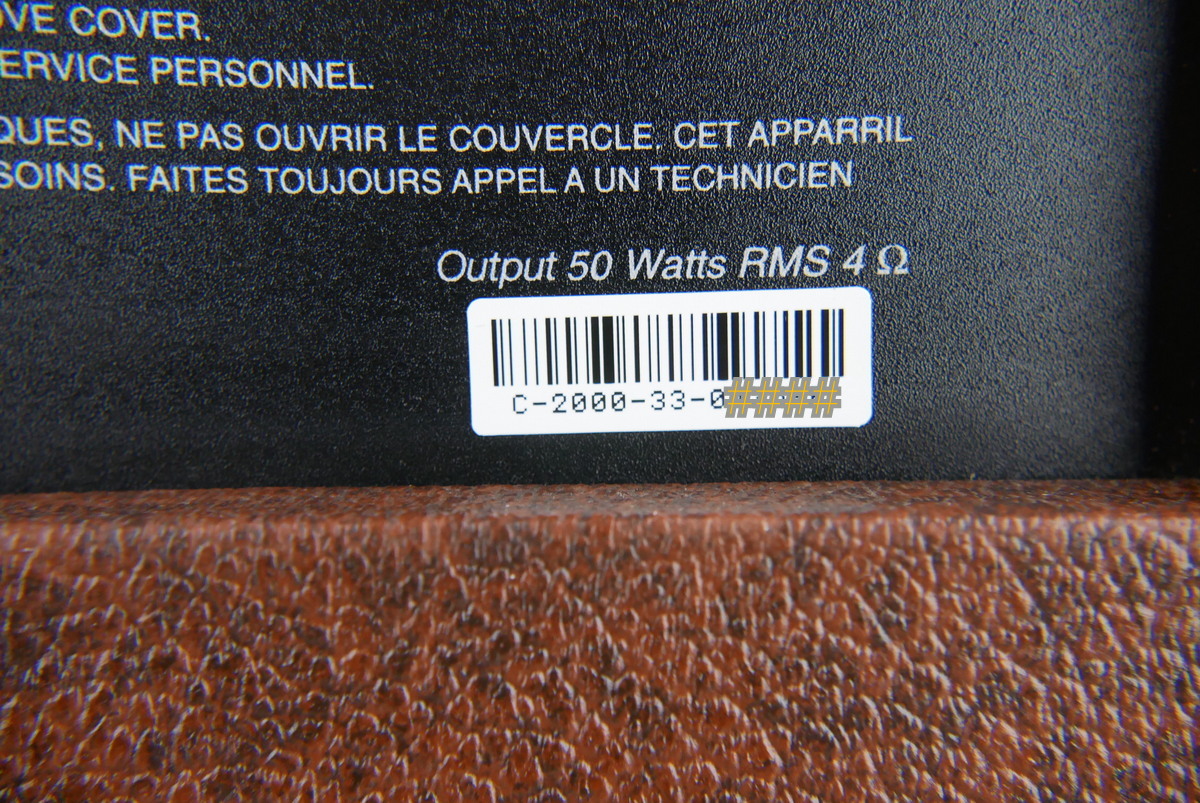 OVE COVER.
ERVICE PERSONNEL.
QUES, NE PAS OUVRIR LE COUVERCLE. CET APPARRIL
SOINS. FAITES TOUJOURS APPEL A UN TECHNICIEN
Output 50 Watts RMS 4 Ω
C-2000-33-0####